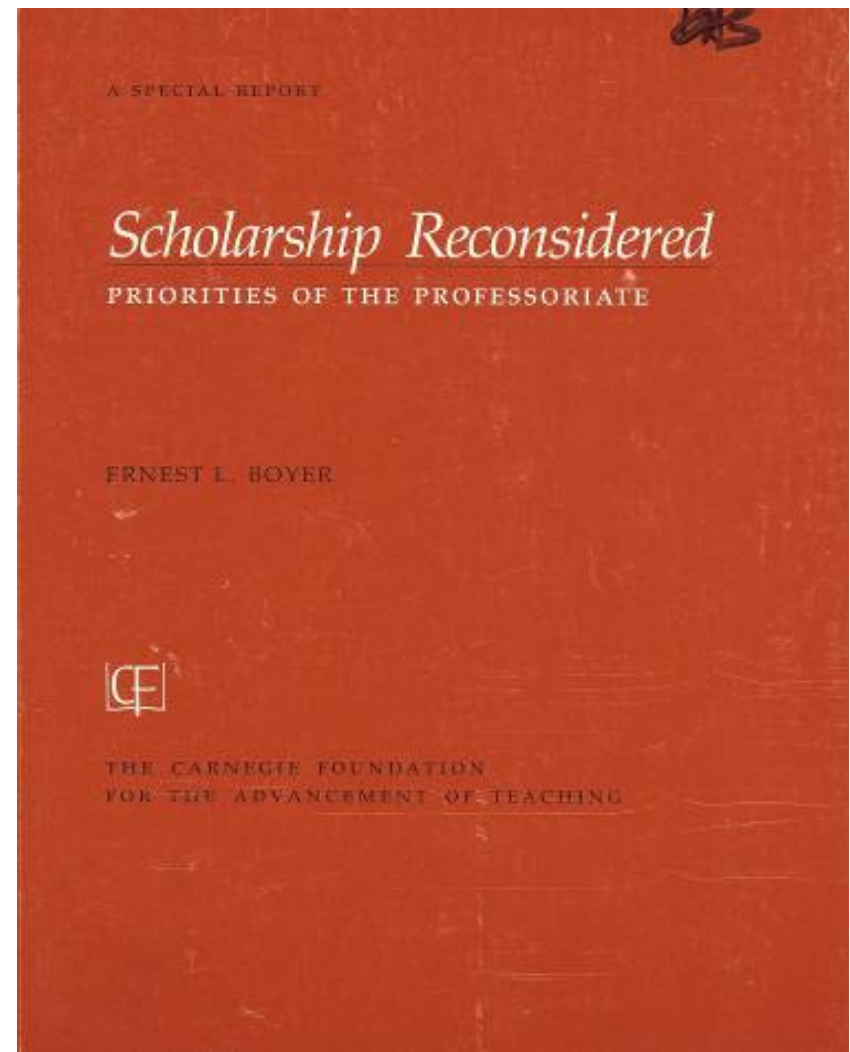 A SPECIAL REPORT
Scholarship Reconsidered
PRIORITIES OF THE PROFESSORIATE
ERNEST L. BOYER
CF
THE CARNEGIE FOUNDATION
FOR THE ADVANCEMENT OF TEACHING